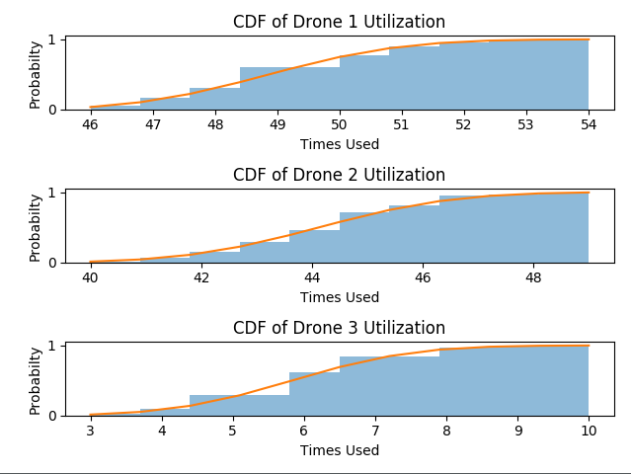 CDF of Drone 1 Utilization
1
Probabilty
0
46 47 48 49 50 51 52 53 54
Times Used
CDF of Drone 2 Utilization
1
Probabilty
0
40 42 44 46 48
Times Used
CDF of Drone 3 Utilization
1
Probabilty
0
3 4 5 6 7 8 9 10
Times Used